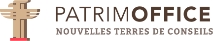 PATRIMOFFICE
NOUVELLES TERRES DE CONSEILS